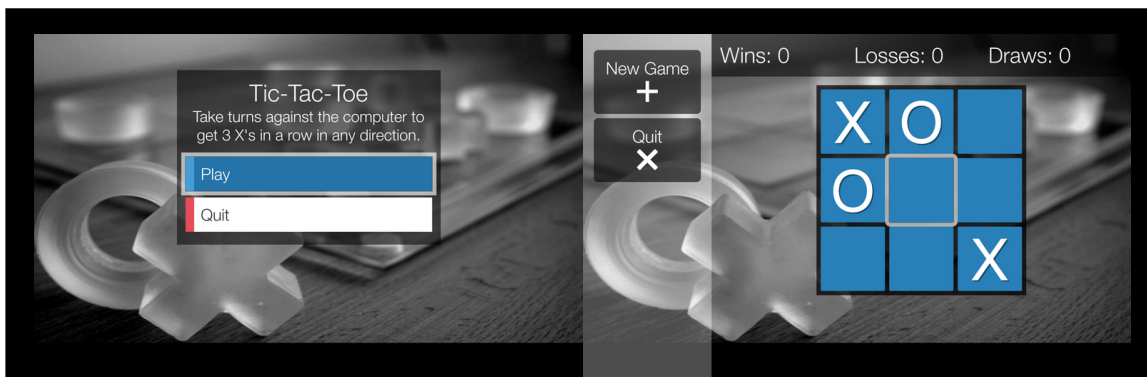 Tic-Tac-Toe
Take turns against the computer to
get 3 X's in a row in any direction.
Play
Quit
New Game
Quit
Wins: 0 Losses: 0 Draws: 0
X O
O
X